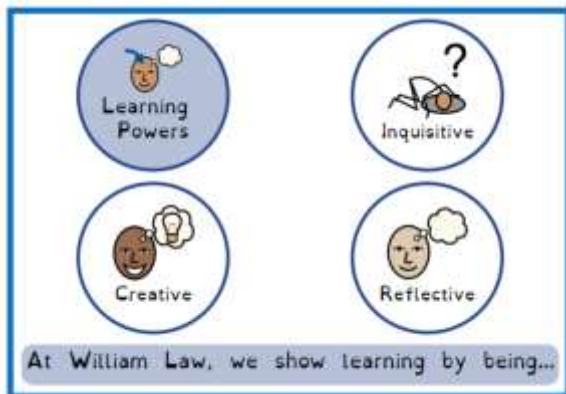 Learning
Powers
?
Inquisitive
Creative
Reflective
At William Law, we show learning by being...